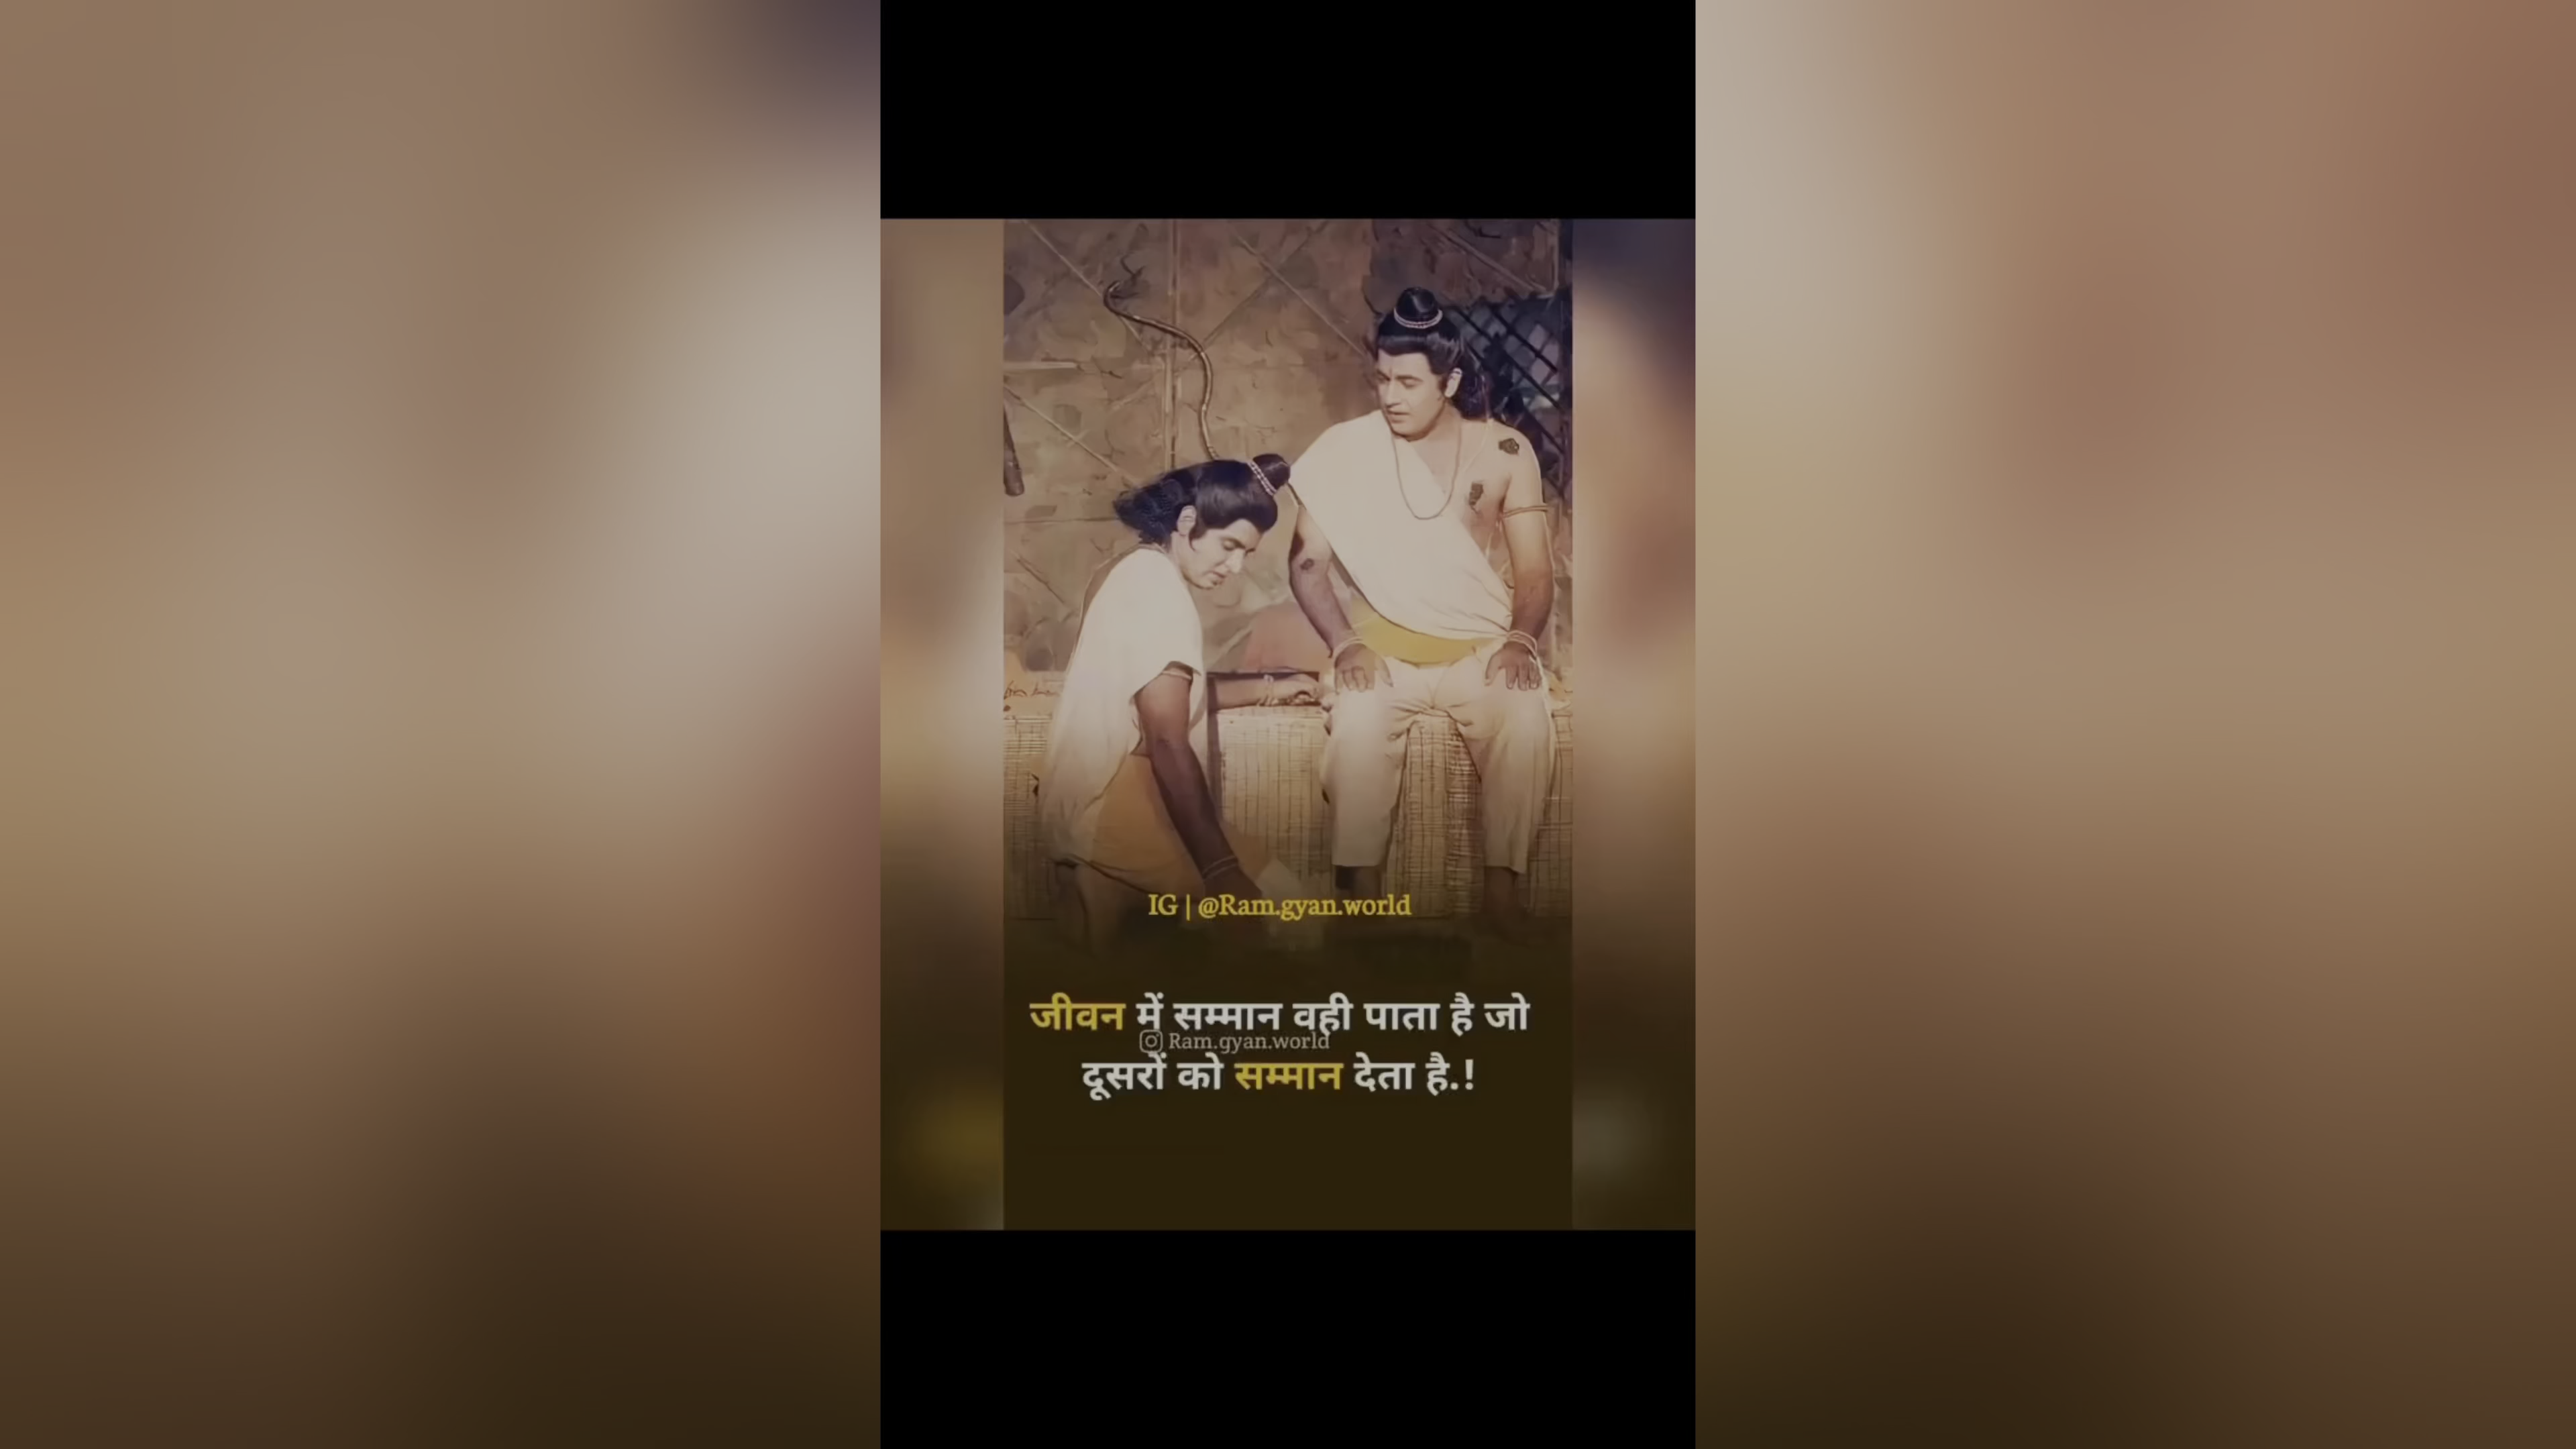 IG | @Ram.gyan.world
जीवन में सम्मान वही पाता है जो
Ram.gyan.world
दूसरों को सम्मान देता है.!